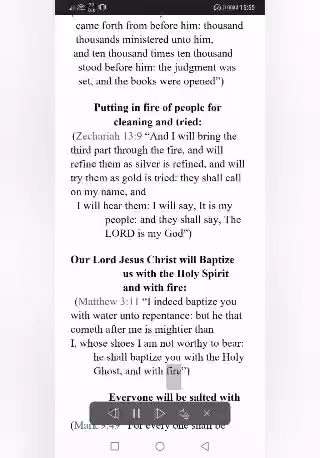 15:55
came forth from before him: thousand
thousands ministered unto him,
and ten thousand times ten thousand
stood before him: the judgment was
set, and the books were opened”)
Putting in fire of people for
cleaning and tried:
(Zechariah 13:9 “And I will bring the
third part through the fire, and will
refine them as silver is refined, and will
try them as gold is tried: they shall call
on my name, and
I will hear them: I will say, It is my
people: and they shall say, The
LORD is my God”)
Our Lord Jesus Christ will Baptize
us with the Holy Spirit
and with fire:
(Matthew 3:11 “I indeed baptize you
with water unto repentance: but he that
cometh after me is mightier than
I, whose shoes I am not worthy to bear:
he shall baptize you with the Holy
Ghost, and with fire”)
Everyone will be salted with
(Mark 9:49 “For every one shall be